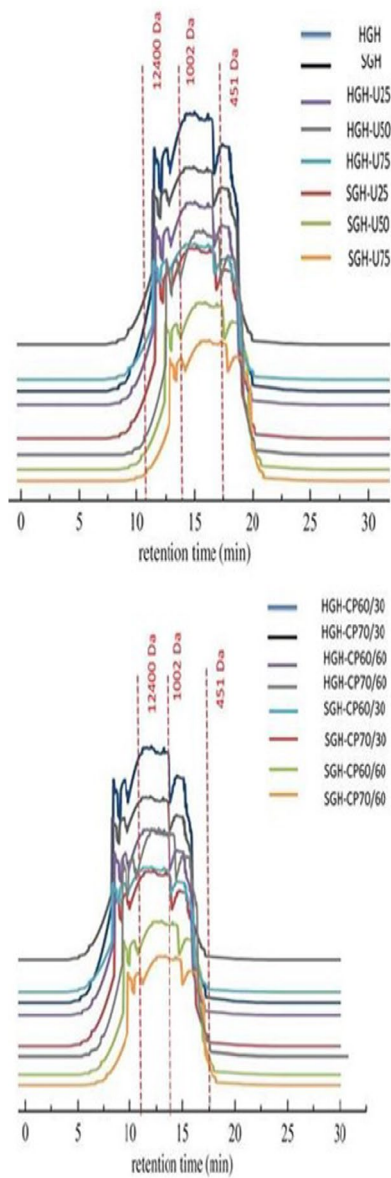 12400 Da
1002 Da
451 Da
HGH
SGH
HGH-U25
HGH-U50
HGH-U75
SGH-U25
SGH-U50
SGH-U75
0 5 10 15 20 25 30
retention time (min)
12400 Da
1002 Da
451 Da
HGH-CP60/30
HGH-CP70/30
HGH-CP60/60
HGH-CP70/60
SGH-CP60/30
SGH-CP70/30
SGH-CP60/60
SGH-CP70/60
0 5 10 15 20 25 30
retention time (min)